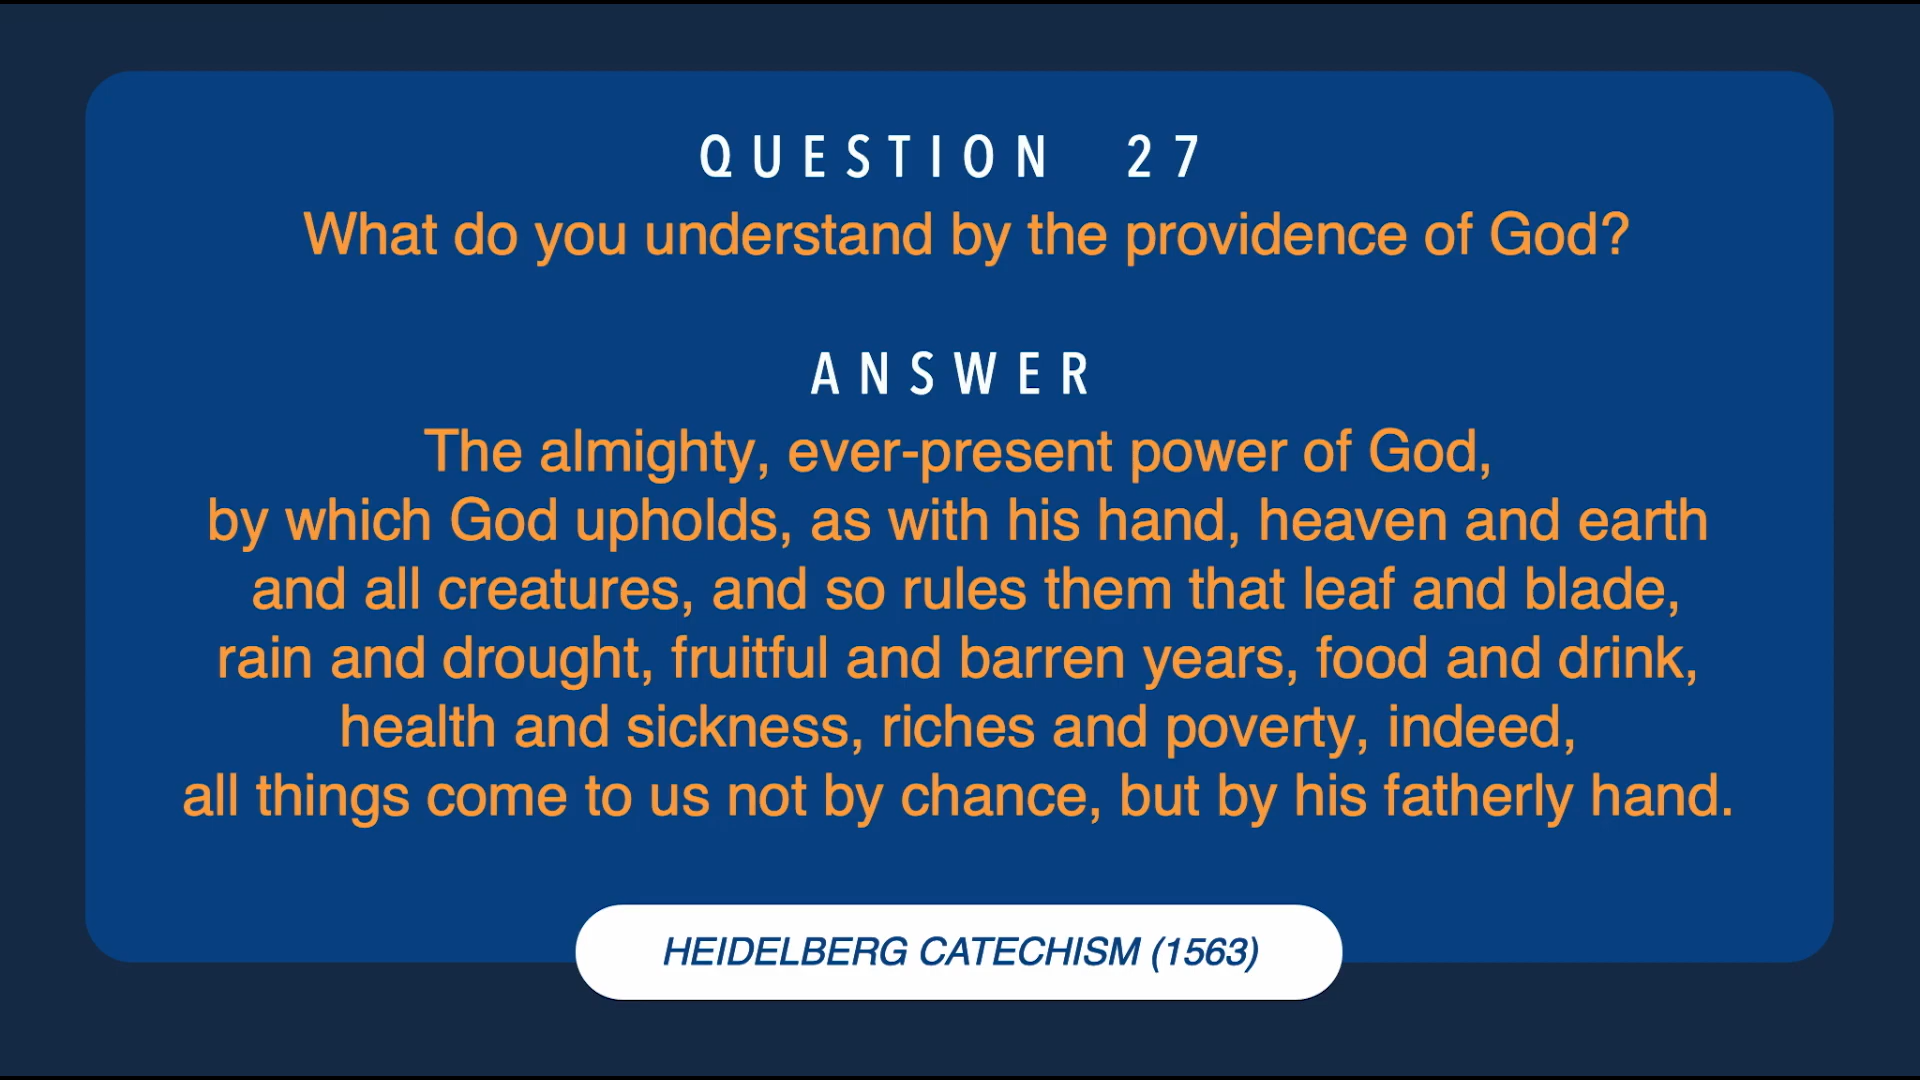 QUESTION 27
What do you understand by the providence of God?
ANSWER
The almighty, ever-present power of God,
by which God upholds, as with his hand, heaven and earth
and all creatures, and so rules them that leaf and blade,
rain and drought, fruitful and barren years, food and drink,
health and sickness, riches and poverty, indeed,
all things come to us not by chance, but by his fatherly hand.
HEIDELBERG CATECHISM (1563)